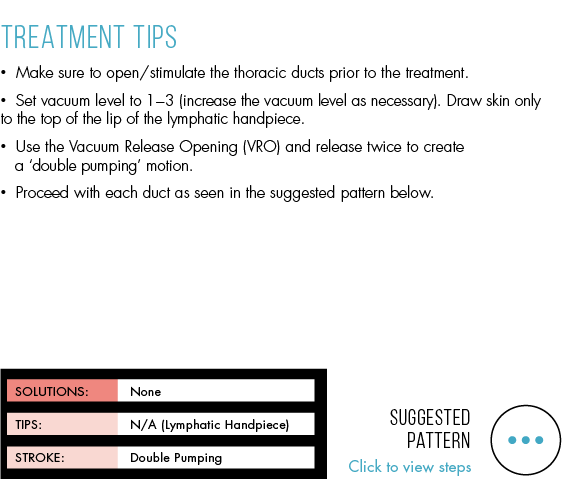 TREATMENT TIPS
• Make sure to open/stimulate the thoracic ducts prior to the treatment.
• Set vacuum level to 1–3 (increase the vacuum level as necessary). Draw skin only
to the top of the lip of the lymphatic handpiece.
• Use the Vacuum Release Opening (VRO) and release twice to create
a ‘double pumping’ motion.
• Proceed with each duct as seen in the suggested pattern below.
SOLUTIONS: None
TIPS: N/A (Lymphatic Handpiece)
STROKE: Double Pumping
SUGGESTED
PATTERN
Click to view steps